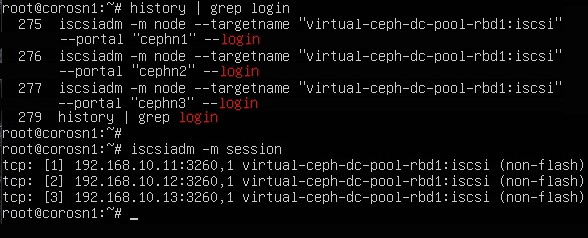 root@corosn1:~# history | grep login
275 iscsiadm -m node --targetname "virtual-ceph-dc-pool-rbd1:iscsi"
--portal "cephn1" --login
276 iscsiadm -m node --targetname "virtual-ceph-dc-pool-rbd1:iscsi"
--portal "cephn2" --login
277 iscsiadm -m node --targetname "virtual-ceph-dc-pool-rbd1:iscsi"
--portal "cephn3" --login
279 history | grep login
root@corosn1:~#
root@corosn1:~# iscsiadm -m session
tcp: [1] 192.168.10.11:3260,1 virtual-ceph-dc-pool-rbd1:iscsi (non-flash)
tcp: [2] 192.168.10.12:3260,1 virtual-ceph-dc-pool-rbd1:iscsi (non-flash)
tcp: [3] 192.168.10.13:3260,1 virtual-ceph-dc-pool-rbd1:iscsi (non-flash)
root@corosn1:~# _